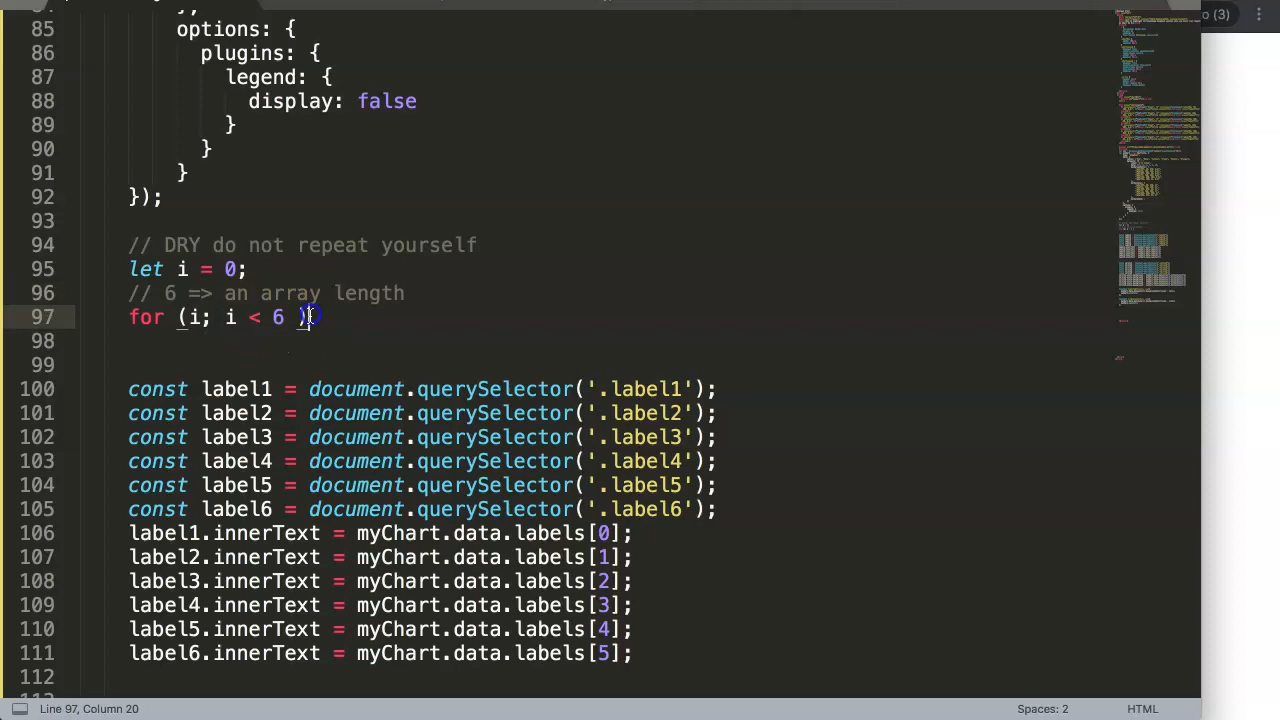 o (3)
85 options: {
86 plugins: {
87 legend: {
88 display: false
89 }
90 }
91 }
92 });
93
94 // DRY do not repeat yourself
95 let i = 0;
96 // 6 => an array length
97 for (i; i < 6 )
98
99
100 const label1 = document.querySelector('.label1');
101 const label2 = document.querySelector('.label2');
102 const label3 = document.querySelector('.label3');
103 const label4 = document.querySelector('.label4');
104 const label5 = document.querySelector('.label5');
105 const label6 = document.querySelector('.label6');
106 label1.innerText = myChart.data.labels[0];
107 label2.innerText = myChart.data.labels[1];
108 label3.innerText = myChart.data.labels[2];
109 label4.innerText = myChart.data.labels[3];
110 label5.innerText = myChart.data.labels[4];
111 label6.innerText = myChart.data.labels[5];
112
Line 97, Column 20 Spaces: 2 HTML